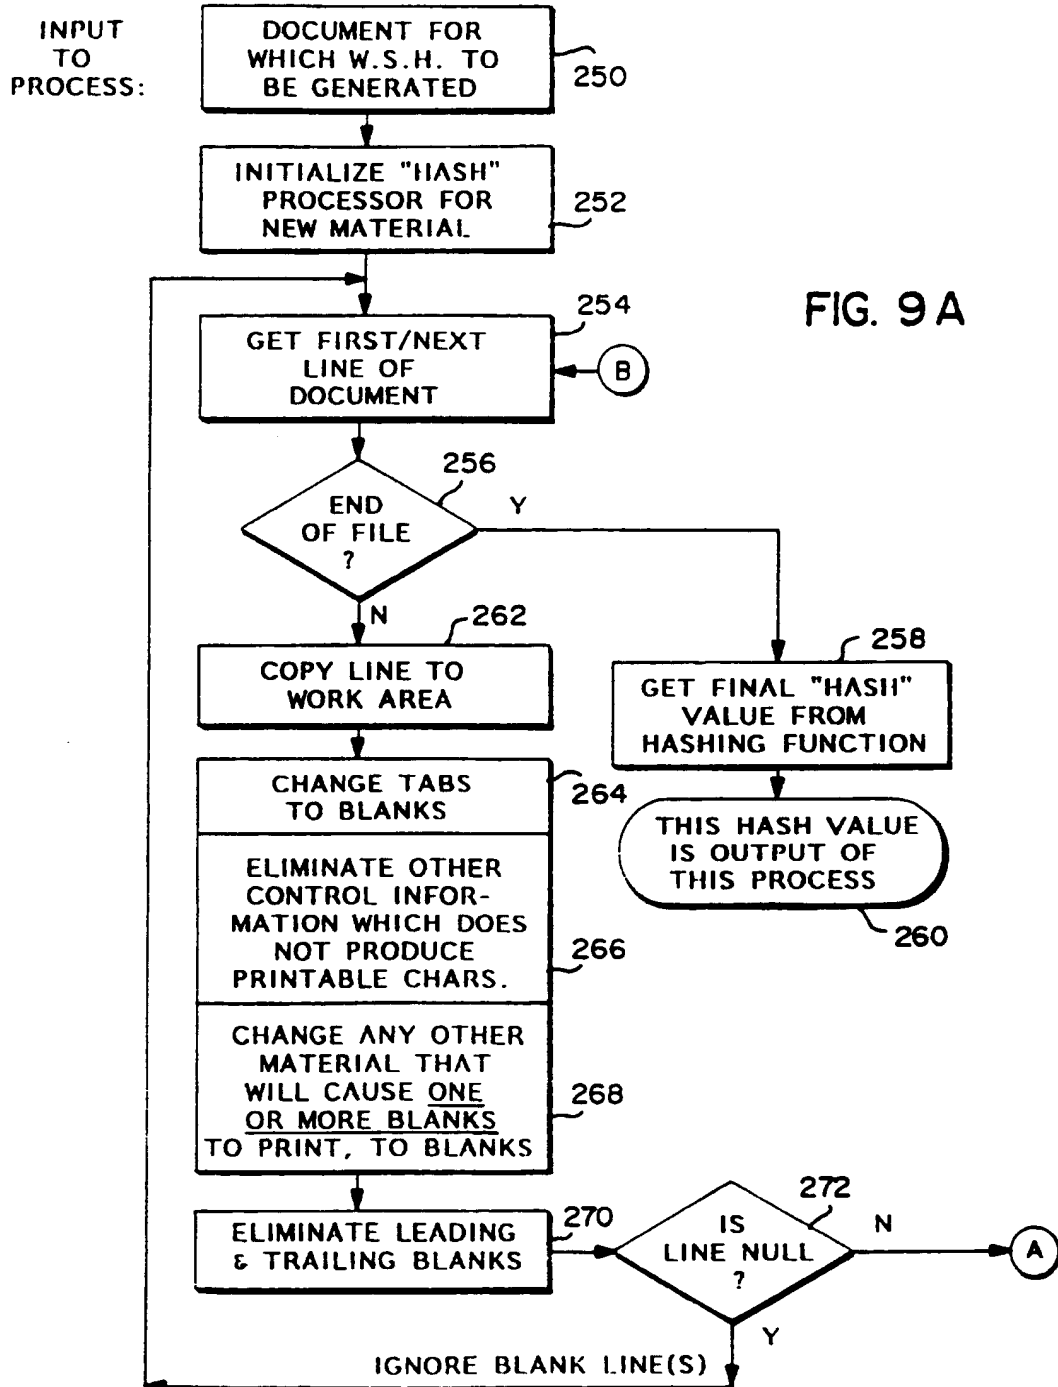 INPUT
TO
PROCESS:
DOCUMENT FOR
WHICH W.S.H. TO
BE GENERATED
250
INITIALIZE "HASH"
PROCESSOR FOR
NEW MATERIAL
252
FIG. 9A
GET FIRST/NEXT
LINE OF
DOCUMENT
254
B
END
OF FILE
?
256
Y
N
COPY LINE TO
WORK AREA
262
GET FINAL "HASH"
VALUE FROM
HASHING FUNCTION
258
CHANGE TABS
TO BLANKS
264
THIS HASH VALUE
IS OUTPUT OF
THIS PROCESS
260
ELIMINATE OTHER
CONTROL INFOR-
MATION WHICH DOES
NOT PRODUCE
PRINTABLE CHARS.
266
CHANGE ANY OTHER
MATERIAL THAT
WILL CAUSE ONE
OR MORE BLANKS
TO PRINT, TO BLANKS
268
ELIMINATE LEADING
& TRAILING BLANKS
270
IS
LINE NULL
?
272
N
A
Y
IGNORE BLANK LINE(S)